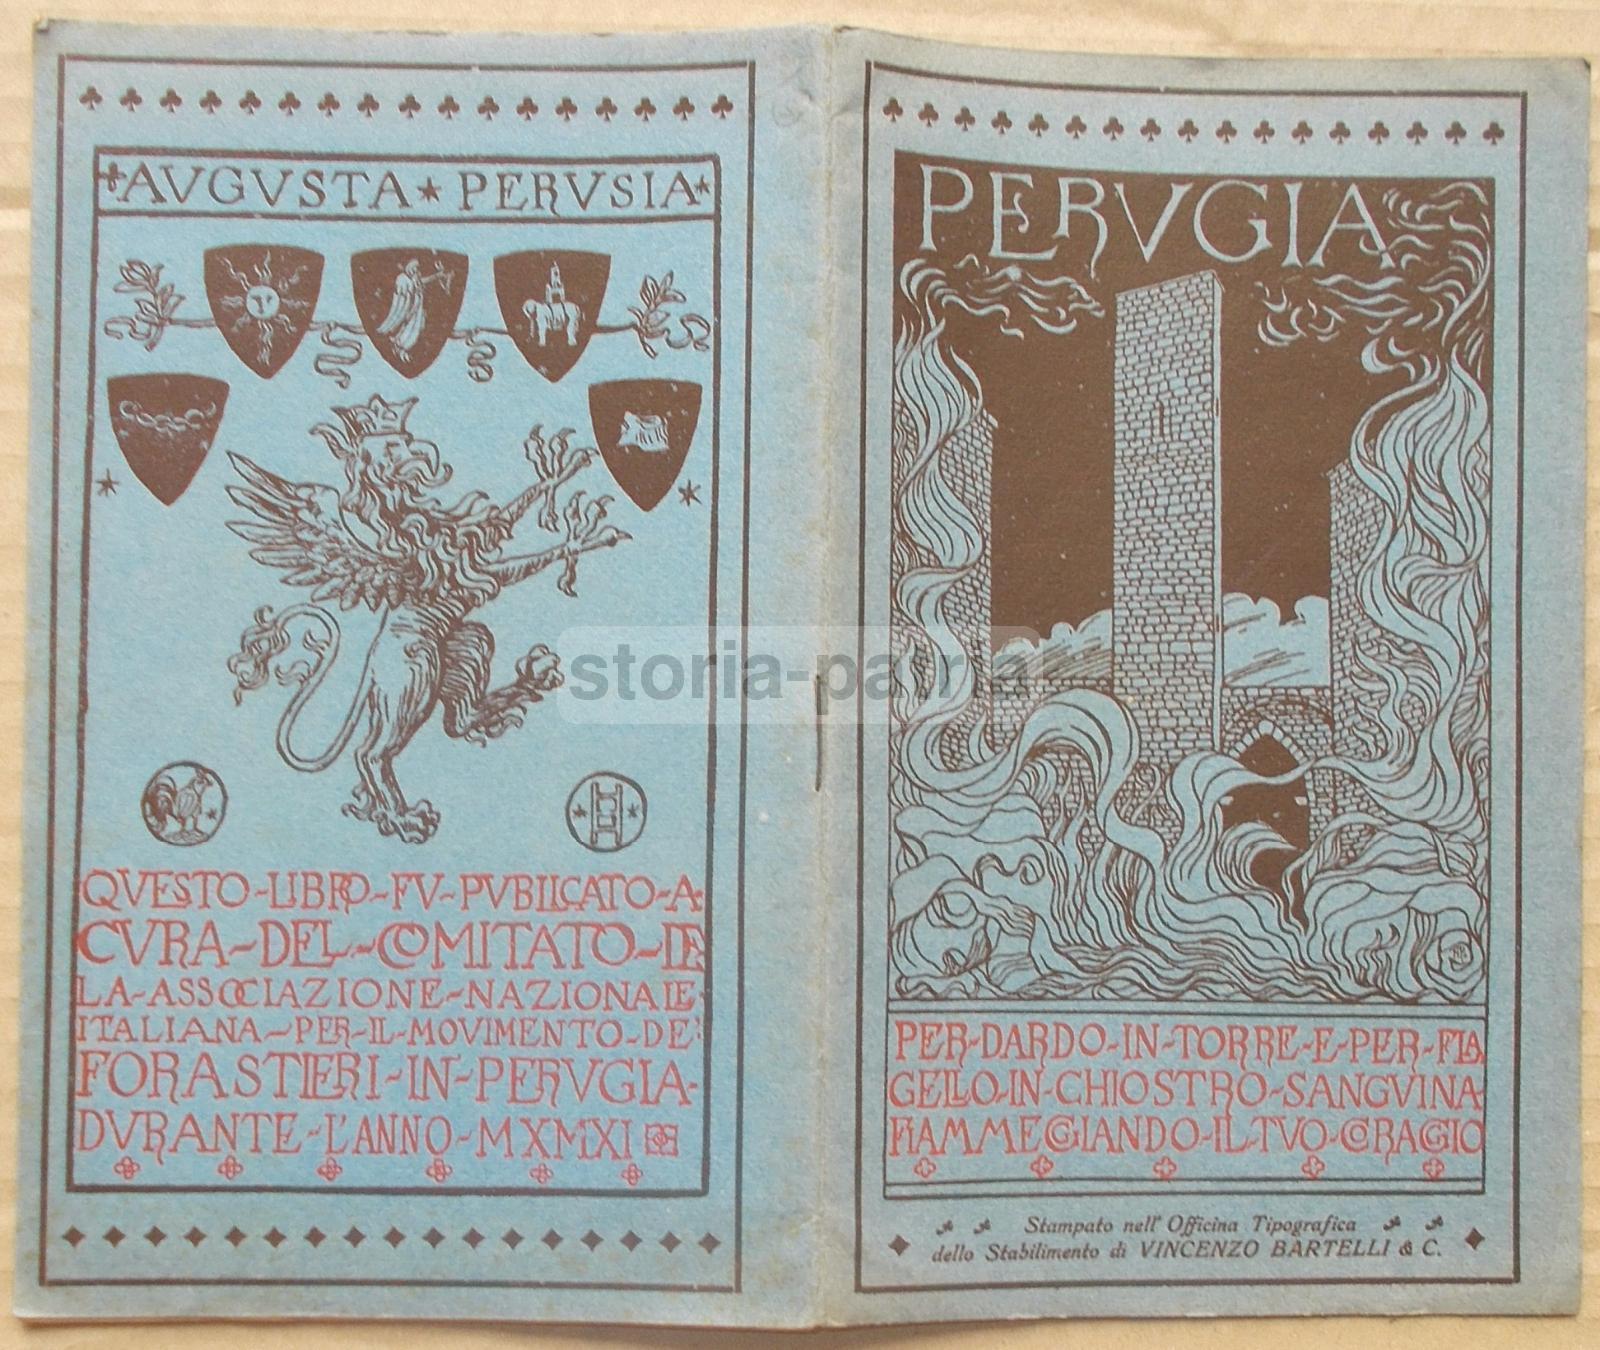 AVGVSTA ★ PERVSIA
QVESTO-LIBRO-FV-PVBLICATO-A
CVRA-DEL-COMITATO-DE
LA-ASSOCIAZIONE-NAZIONALE
ITALIANA-PER-IL-MOVIMENTO-DE'
FORASTIERI-IN-PERVGIA-
DVRANTE-L'ANNO-MXMXI
PERVGIA
PER-DARDO-IN-TORRE-E-PER-FLA
GELLO-IN-CHIOSTRO-SANGVINA
FIAMMEGGIANDO-IL-TVO-CORAGGIO
Stampato nell' Officina Tipografica
dello Stabilimento di VINCENZO BARTELLI & C.
storia-patria